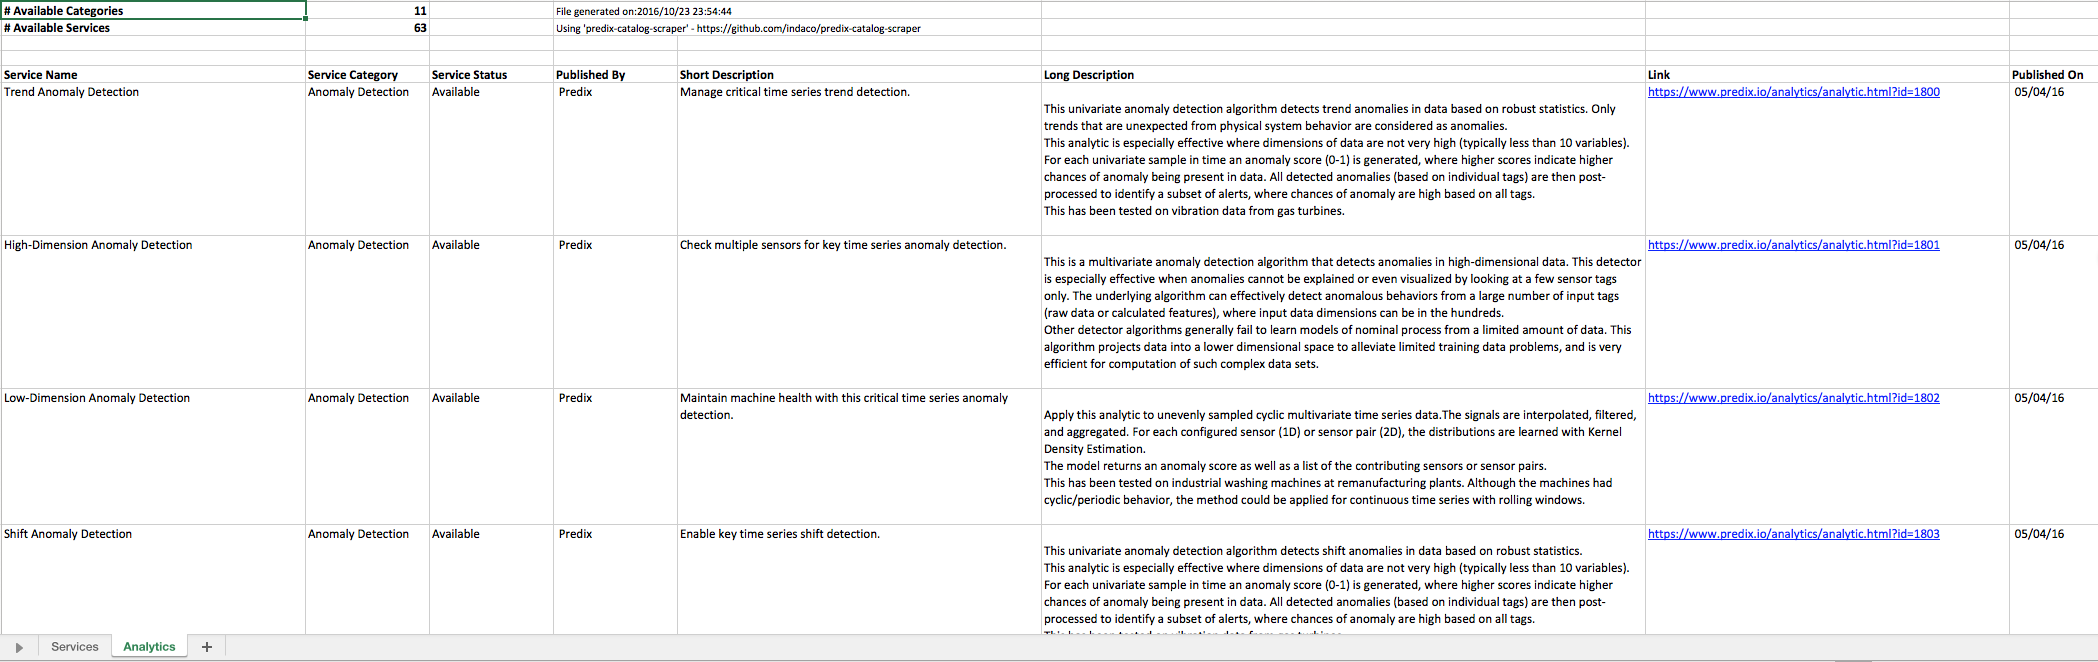 # Available Categories 11 File generated on:2016/10/23 23:54:44
# Available Services 63 Using 'predix-catalog-scraper' - https://github.com/indaco/predix-catalog-scraper
Service Name Service Category Service Status Published By Short Description Long Description Link Published On
Trend Anomaly Detection Anomaly Detection Available Predix Manage critical time series trend detection. https://www.predix.io/analytics/analytic.html?id=1800 05/04/16
This univariate anomaly detection algorithm detects trend anomalies in data based on robust statistics. Only
trends that are unexpected from physical system behavior are considered as anomalies.
This analytic is especially effective where dimensions of data are not very high (typically less than 10 variables).
For each univariate sample in time an anomaly score (0-1) is generated, where higher scores indicate higher
chances of anomaly being present in data. All detected anomalies (based on individual tags) are then post-
processed to identify a subset of alerts, where chances of anomaly are high based on all tags.
This has been tested on vibration data from gas turbines.
High-Dimension Anomaly Detection Anomaly Detection Available Predix Check multiple sensors for key time series anomaly detection. https://www.predix.io/analytics/analytic.html?id=1801 05/04/16
This is a multivariate anomaly detection algorithm that detects anomalies in high-dimensional data. This detector
is especially effective when anomalies cannot be explained or even visualized by looking at a few sensor tags
only. The underlying algorithm can effectively detect anomalous behaviors from a large number of input tags
(raw data or calculated features), where input data dimensions can be in the hundreds.
Other detector algorithms generally fail to learn models of nominal process from a limited amount of data. This
algorithm projects data into a lower dimensional space to alleviate limited training data problems, and is very
efficient for computation of such complex data sets.
Low-Dimension Anomaly Detection Anomaly Detection Available Predix Maintain machine health with this critical time series anomaly https://www.predix.io/analytics/analytic.html?id=1802 05/04/16
detection.
Apply this analytic to unevenly sampled cyclic multivariate time series data.The signals are interpolated, filtered,
and aggregated. For each configured sensor (1D) or sensor pair (2D), the distributions are learned with Kernel
Density Estimation.
The model returns an anomaly score as well as a list of the contributing sensors or sensor pairs.
This has been tested on industrial washing machines at remanufacturing plants. Although the machines had
cyclic/periodic behavior, the method could be applied for continuous time series with rolling windows.
Shift Anomaly Detection Anomaly Detection Available Predix Enable key time series shift detection. https://www.predix.io/analytics/analytic.html?id=1803 05/04/16
This univariate anomaly detection algorithm detects shift anomalies in data based on robust statistics.
This analytic is especially effective where dimensions of data are not very high (typically less than 10 variables).
For each univariate sample in time an anomaly score (0-1) is generated, where higher scores indicate higher
chances of anomaly being present in data. All detected anomalies (based on individual tags) are then post-
processed to identify a subset of alerts, where chances of anomaly are high based on all tags.
Services Analytics +